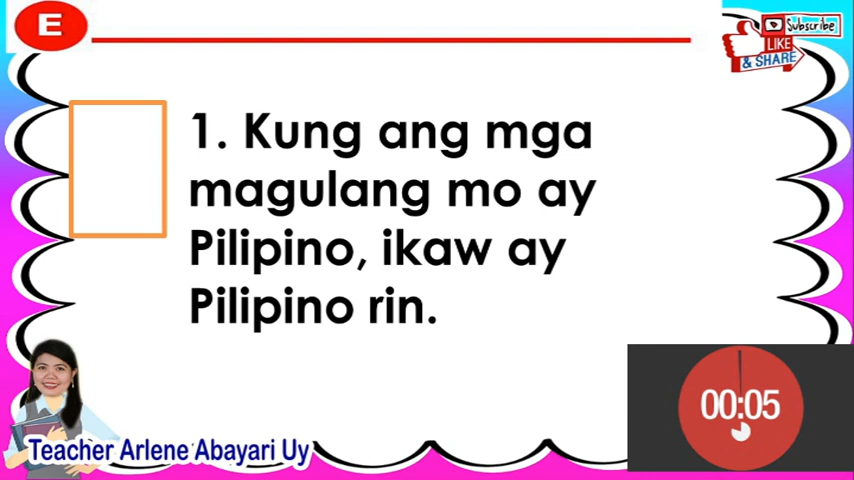 E
Subscribe
LIKE
& SHARE
1. Kung ang mga
magulang mo ay
Pilipino, ikaw ay
Pilipino rin.
00:05
Teacher Arlene Abayari Uy